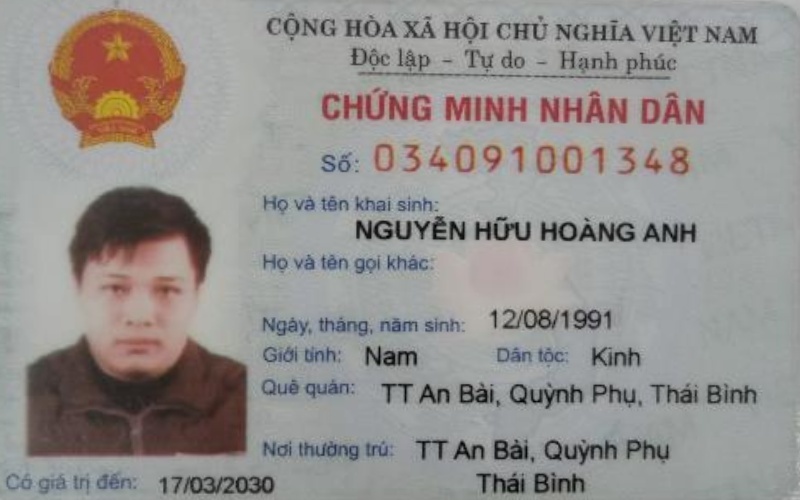 CỘNG HÒA XÃ HỘI CHỦ NGHĨA VIỆT NAM
Độc lập - Tự do - Hạnh phúc
CHỨNG MINH NHÂN DÂN
Số: 034091001348
Họ và tên khai sinh:
NGUYỄN HỮU HOÀNG ANH
Họ và tên gọi khác:
Ngày, tháng, năm sinh: 12/08/1991
Giới tính: Nam Dân tộc: Kinh
Quê quán: TT An Bài, Quỳnh Phụ, Thái Bình
Nơi thường trú: TT An Bài, Quỳnh Phụ
Thái Bình
Có giá trị đến: 17/03/2030